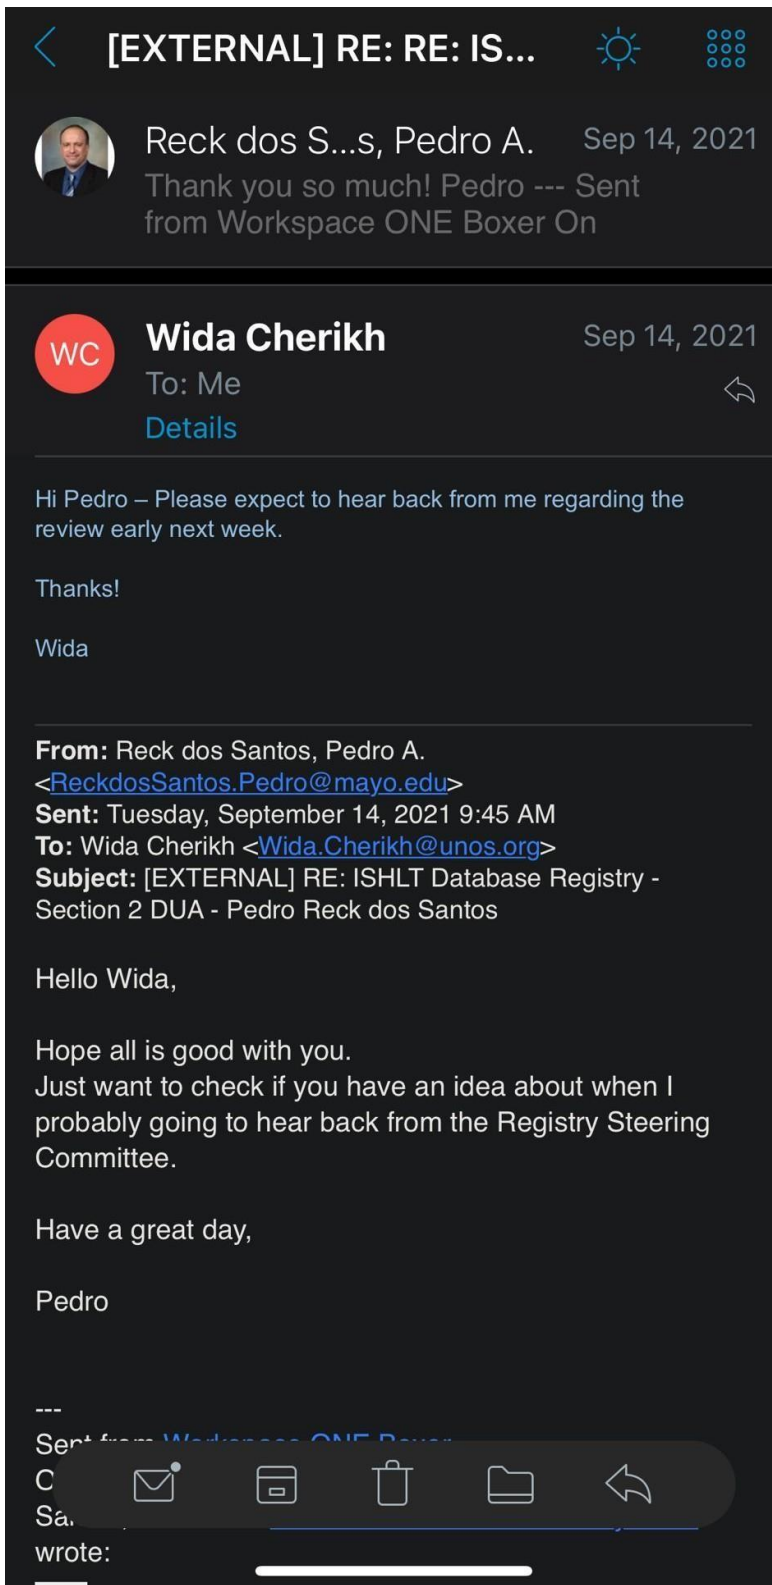 [EXTERNAL] RE: RE: IS...
Reck dos S...s, Pedro A. Sep 14, 2021
Thank you so much! Pedro --- Sent
from Workspace ONE Boxer On
WC
Wida Cherikh Sep 14, 2021
To: Me
Details
Hi Pedro – Please expect to hear back from me regarding the
review early next week.
Thanks!
Wida
From: Reck dos Santos, Pedro A.
<ReckdosSantos.Pedro@mayo.edu>
Sent: Tuesday, September 14, 2021 9:45 AM
To: Wida Cherikh <Wida.Cherikh@unos.org>
Subject: [EXTERNAL] RE: ISHLT Database Registry -
Section 2 DUA - Pedro Reck dos Santos
Hello Wida,
Hope all is good with you.
Just want to check if you have an idea about when I
probably going to hear back from the Registry Steering
Committee.
Have a great day,
Pedro
---
Sent from Workspace ONE Boxer
wrote: